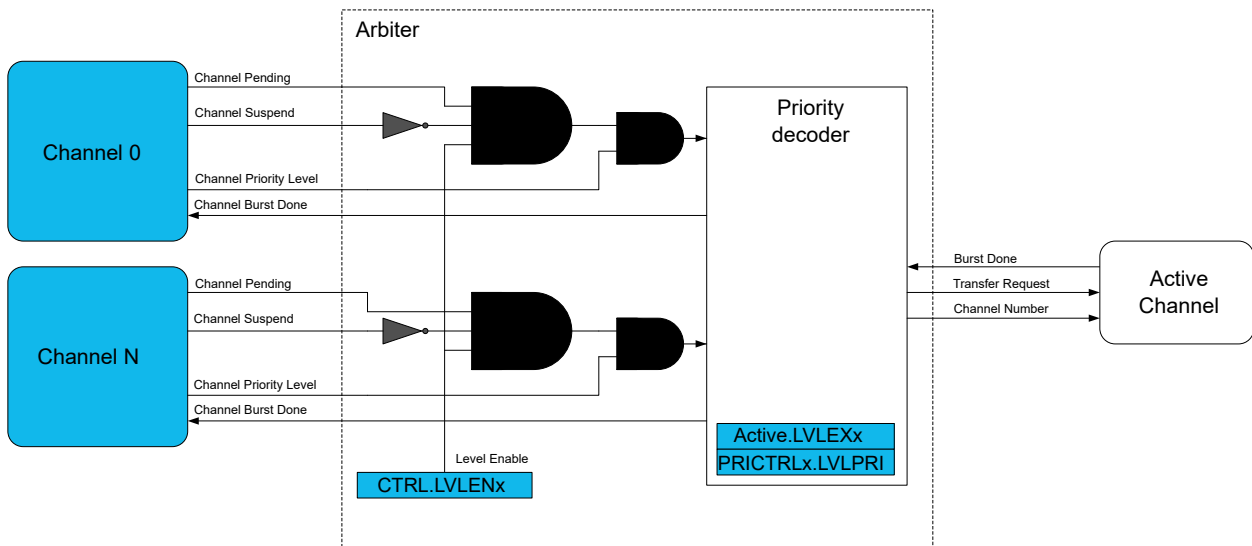 Arbiter
Channel Pending
Channel Suspend
Channel 0
Channel Priority Level
Channel Burst Done
Priority
decoder
Channel Pending
Channel Suspend
Channel N
Channel Priority Level
Channel Burst Done
Burst Done
Transfer Request
Channel Number
Active
Channel
Level Enable
CTRL.LVLENx
Active.LVLEXx
PRICTRLx.LVLPRI